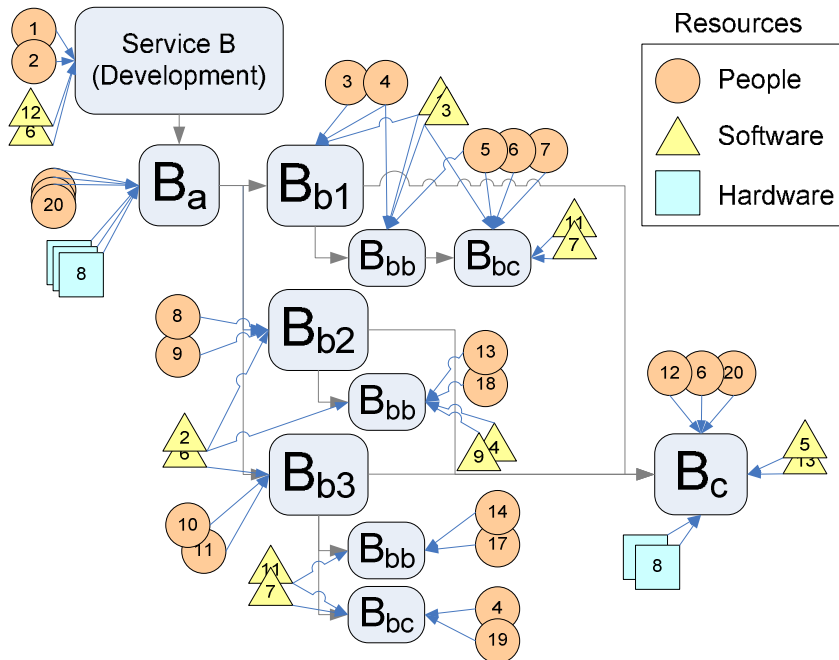 Resources
People
Software
Hardware
1
2
12
6
Service B
(Development)
3
4
3
5
6
7
20
8
Ba
Bb1
Bbb
Bbc
11
7
8
9
Bb2
13
18
Bbb
2
6
9
4
12
6
20
Bb3
Bc
5
13
10
11
14
17
Bbb
8
11
7
Bbc
4
19